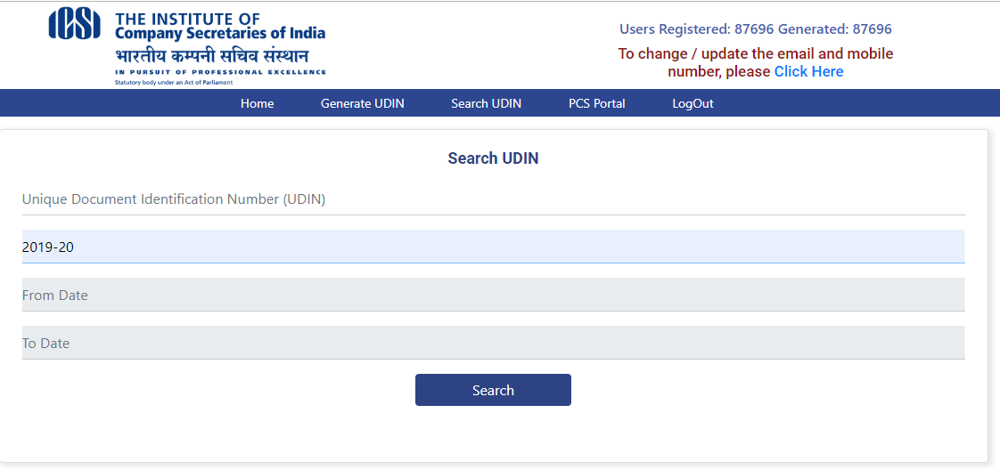 ICSI
THE INSTITUTE OF
Company Secretaries of India
भारतीय कम्पनी सचिव संस्थान
IN PURSUIT OF PROFESSIONAL EXCELLENCE
Statutory body under an Act of Parliament
Users Registered: 87696 Generated: 87696
To change / update the email and mobile
number, please Click Here
Home Generate UDIN Search UDIN PCS Portal LogOut
Search UDIN
Unique Document Identification Number (UDIN)
2019-20
From Date
To Date
Search